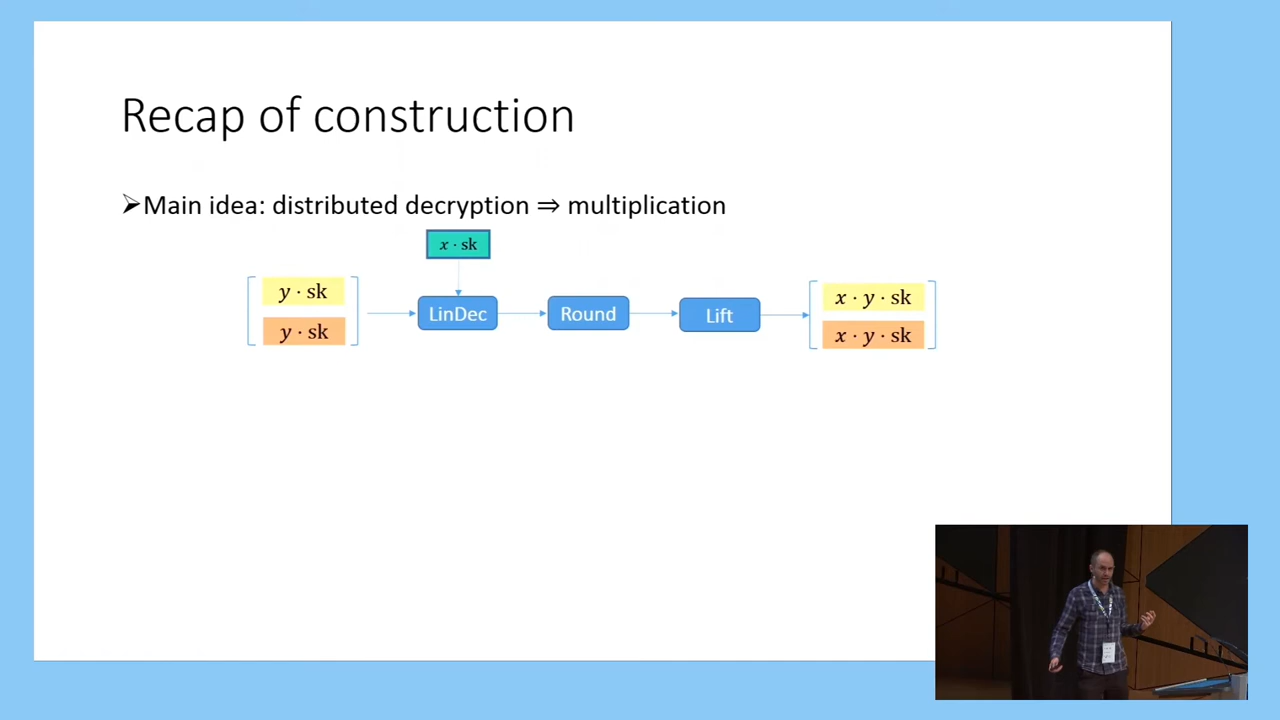 Recap of construction
➢Main idea: distributed decryption ⇒ multiplication
x · sk
y · sk
y · sk
LinDec
Round
Lift
x · y · sk
x · y · sk